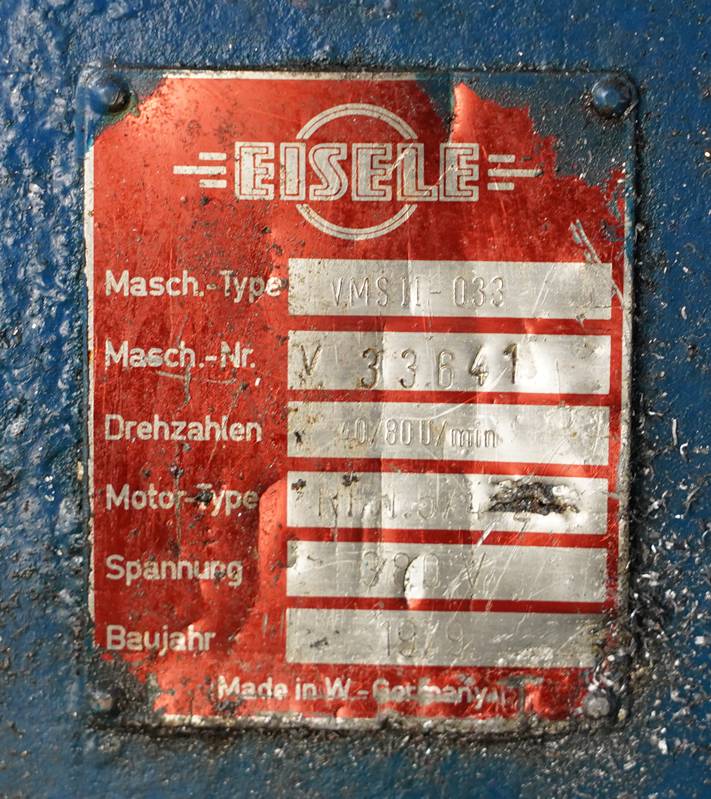 EISELE
Masch.-Type VMS II-033
Masch.-Nr. V 33641
Drehzahlen 40/80 U/min
Motor-Type
Spannung 380 V
Baujahr
Made in W.-Germany